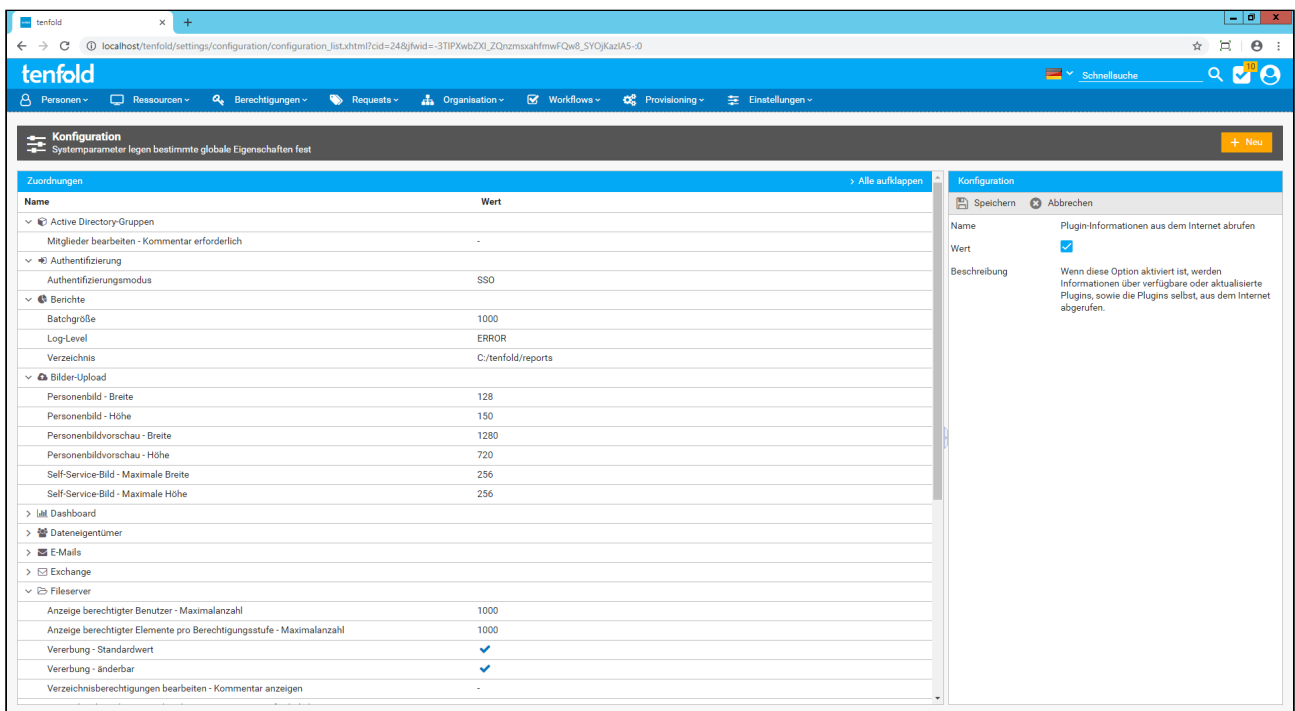 tenfold
localhost/tenfold/settings/configuration/configuration_list.xhtml?cid=24&jfwid=-3TIPXwbZXI_ZQnzmsxahfmwFQw8_SYOjKazIA5-:0
tenfold
Schnellsuche
10
Personen
Ressourcen
Berechtigungen
Requests
Organisation
Workflows
Provisioning
Einstellungen
Konfiguration
Systemparameter legen bestimmte globale Eigenschaften fest
+ Neu
Zuordnungen
Alle aufklappen
Name Wert
Active Directory-Gruppen
Mitglieder bearbeiten - Kommentar erforderlich -
Authentifizierung
Authentifizierungsmodus SSO
Berichte
Batchgröße 1000
Log-Level ERROR
Verzeichnis C:/tenfold/reports
Bilder-Upload
Personenbild - Breite 128
Personenbild - Höhe 150
Personenbildvorschau - Breite 1280
Personenbildvorschau - Höhe 720
Self-Service-Bild - Maximale Breite 256
Self-Service-Bild - Maximale Höhe 256
Dashboard
Dateneigentümer
E-Mails
Exchange
Fileserver
Anzeige berechtigter Benutzer - Maximalanzahl 1000
Anzeige berechtigter Elemente pro Berechtigungsstufe - Maximalanzahl 1000
Vererbung - Standardwert
Vererbung - änderbar
Verzeichnisberechtigungen bearbeiten - Kommentar anzeigen -
Konfiguration
Speichern
Abbrechen
Name Plugin-Informationen aus dem Internet abrufen
Wert
Beschreibung Wenn diese Option aktiviert ist, werden
Informationen über verfügbare oder aktualisierte
Plugins, sowie die Plugins selbst, aus dem Internet
abgerufen.